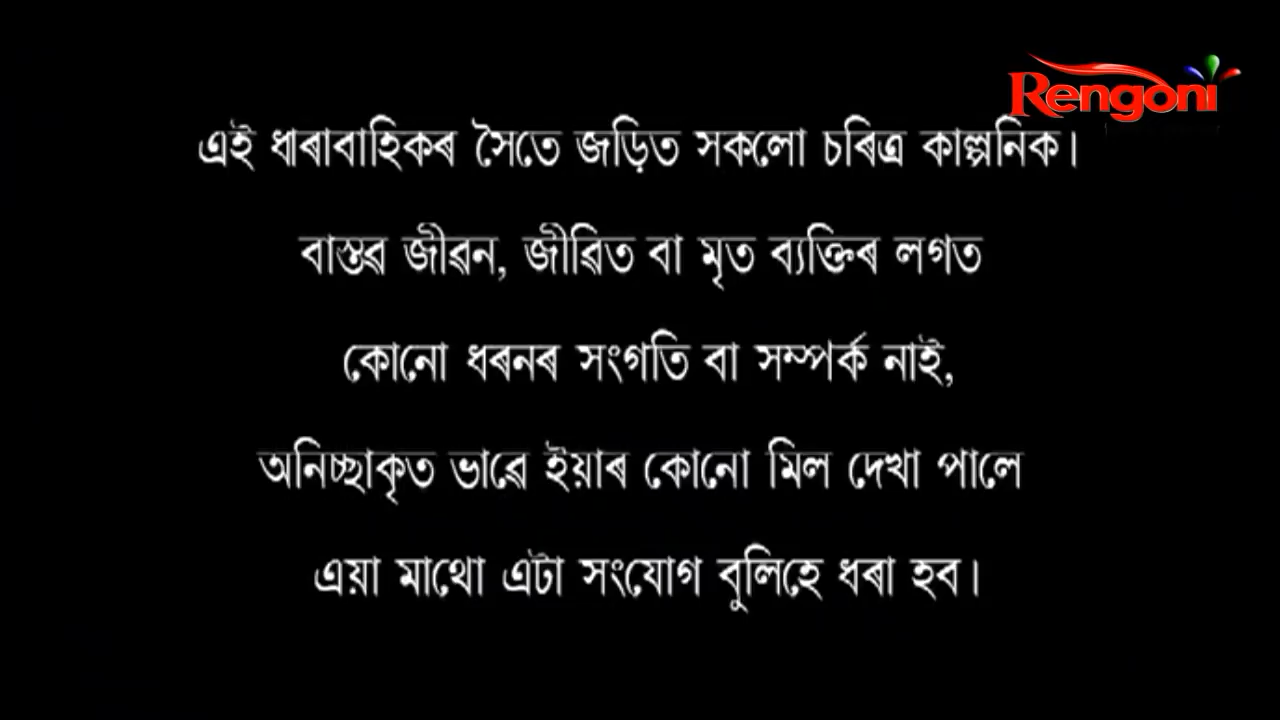 Rengoni
এই ধাৰাবাহিকৰ সৈতে জড়িত সকলো চৰিত্ৰ কাল্পনিক।
বাস্তৱ জীৱন, জীৱিত বা মৃত ব্যক্তিৰ লগত
কোনো ধৰনৰ সংগতি বা সম্পৰ্ক নাই,
অনিচ্ছাকৃত ভাৱে ইয়াৰ কোনো মিল দেখা পালে
এয়া মাথো এটা সংযোগ বুলিহে ধৰা হব।